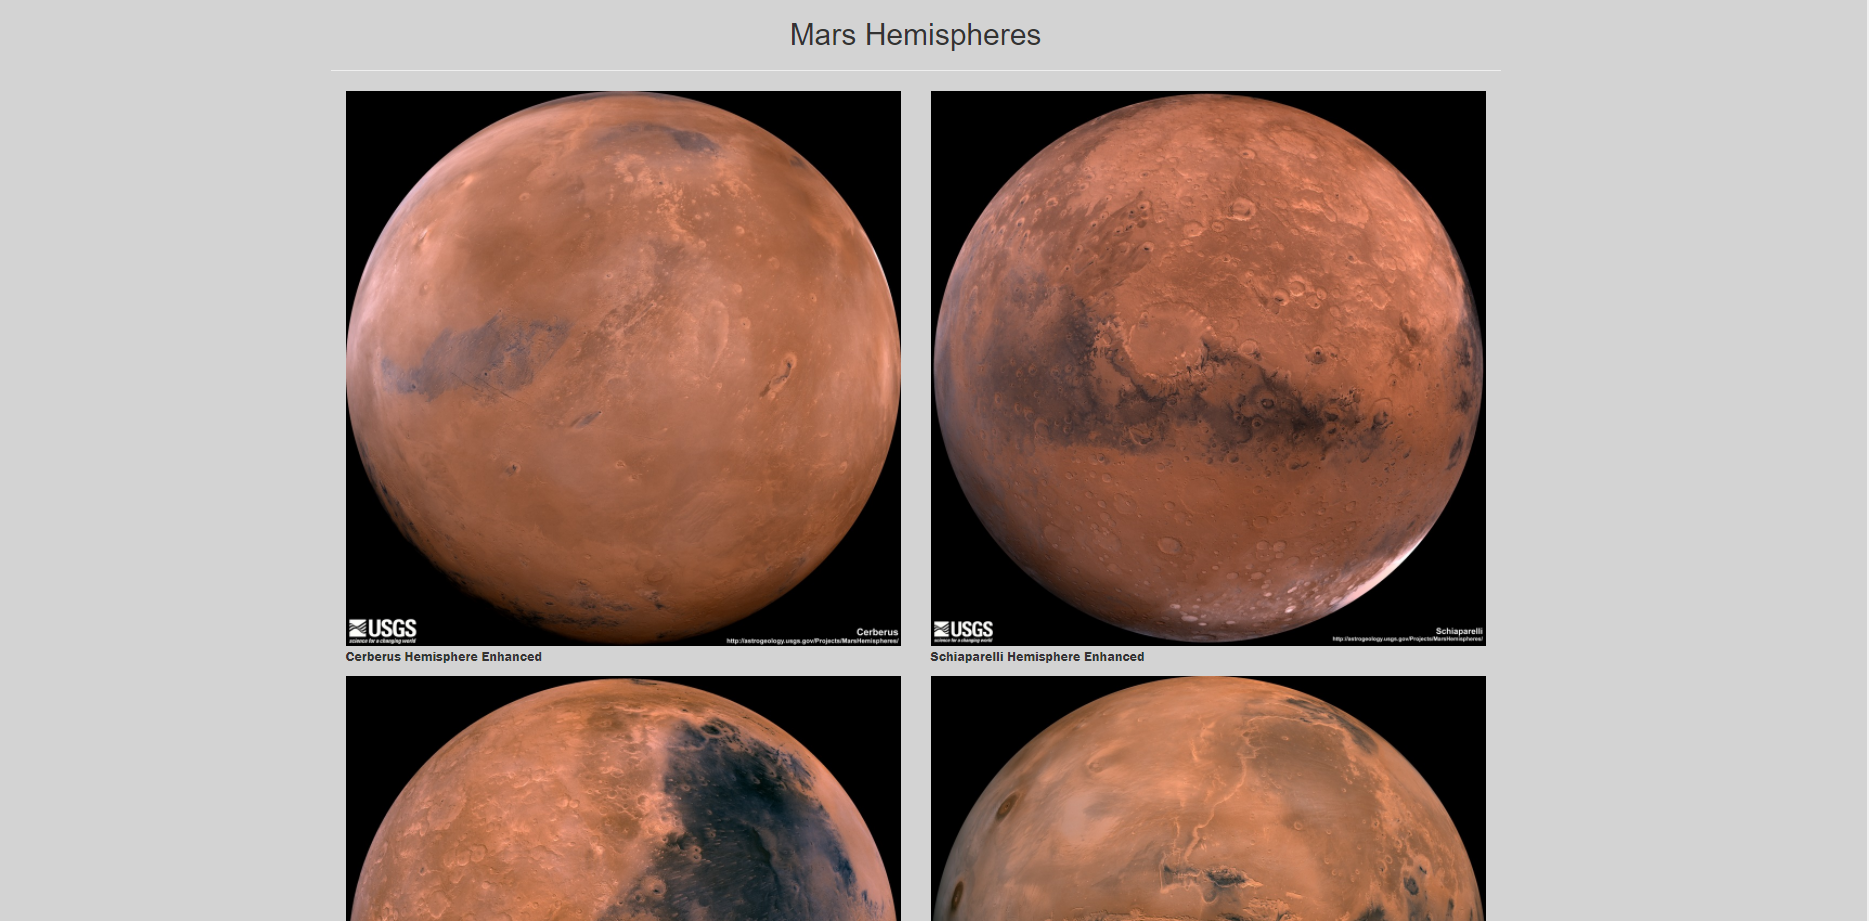 Mars Hemispheres
USGS
science for a changing world
Cerberus
http://astrogeology.usgs.gov/Projects/MarsHemispheres/
USGS
science for a changing world
Schiaparelli
http://astrogeology.usgs.gov/Projects/MarsHemispheres/
Cerberus Hemisphere Enhanced
Schiaparelli Hemisphere Enhanced